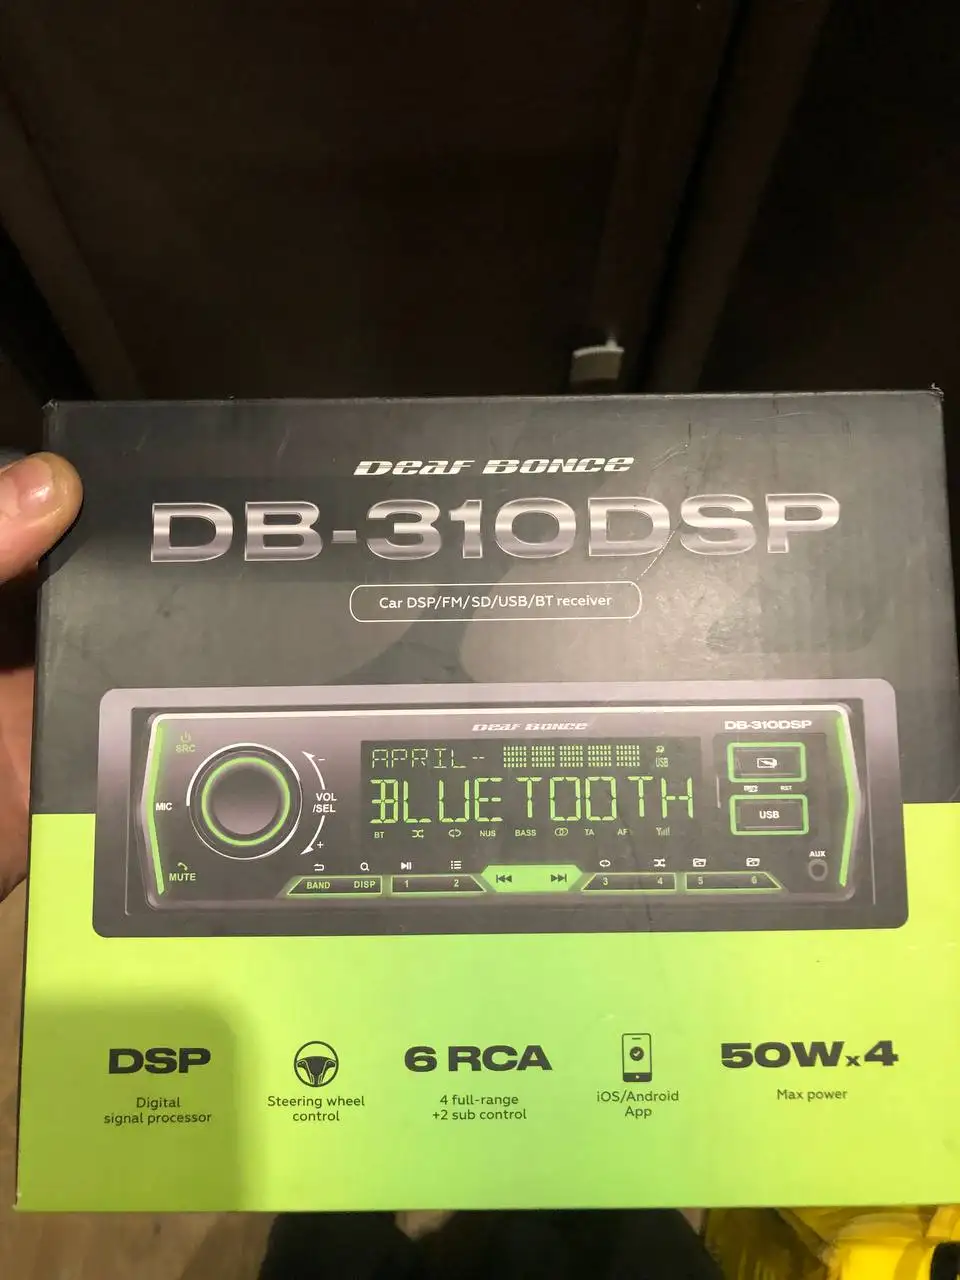 Deaf Bonce
DB-310DSP
Car DSP/FM/SD/USB/BT receiver
Deaf Bonce
DB-310DSP
SRC
APRIL--
USB
MIC
VOL
/SEL
- +
BLUETOOTH
RST
USB
BT NUS BASS TA AF
MUTE
AUX
BAND DISP 1 2 3 4 5 6
DSP
Digital
signal processor
Steering wheel
control
6 RCA
4 full-range
+2 sub control
iOS/Android
App
50Wx4
Max power